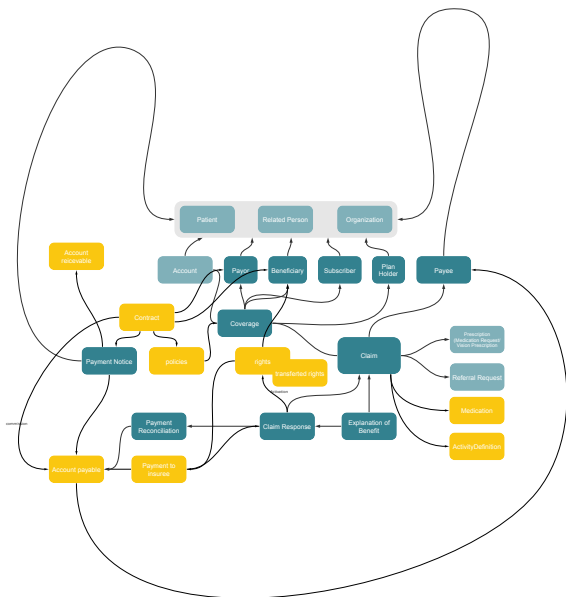 Patient
Related Person
Organization
Account
receivable
Account
Payor
Beneficiary
Subscriber
Plan
Holder
Payee
Contract
Coverage
Prescription
(Medication Request
Vision Prescription
Payment Notice
policies
rights
Claim
transferred rights
Referral Request
Medication
Payment
Reconciliation
Claim Response
Explanation of
Benefit
ActivityDefinition
Account payable
Payment to
insuree